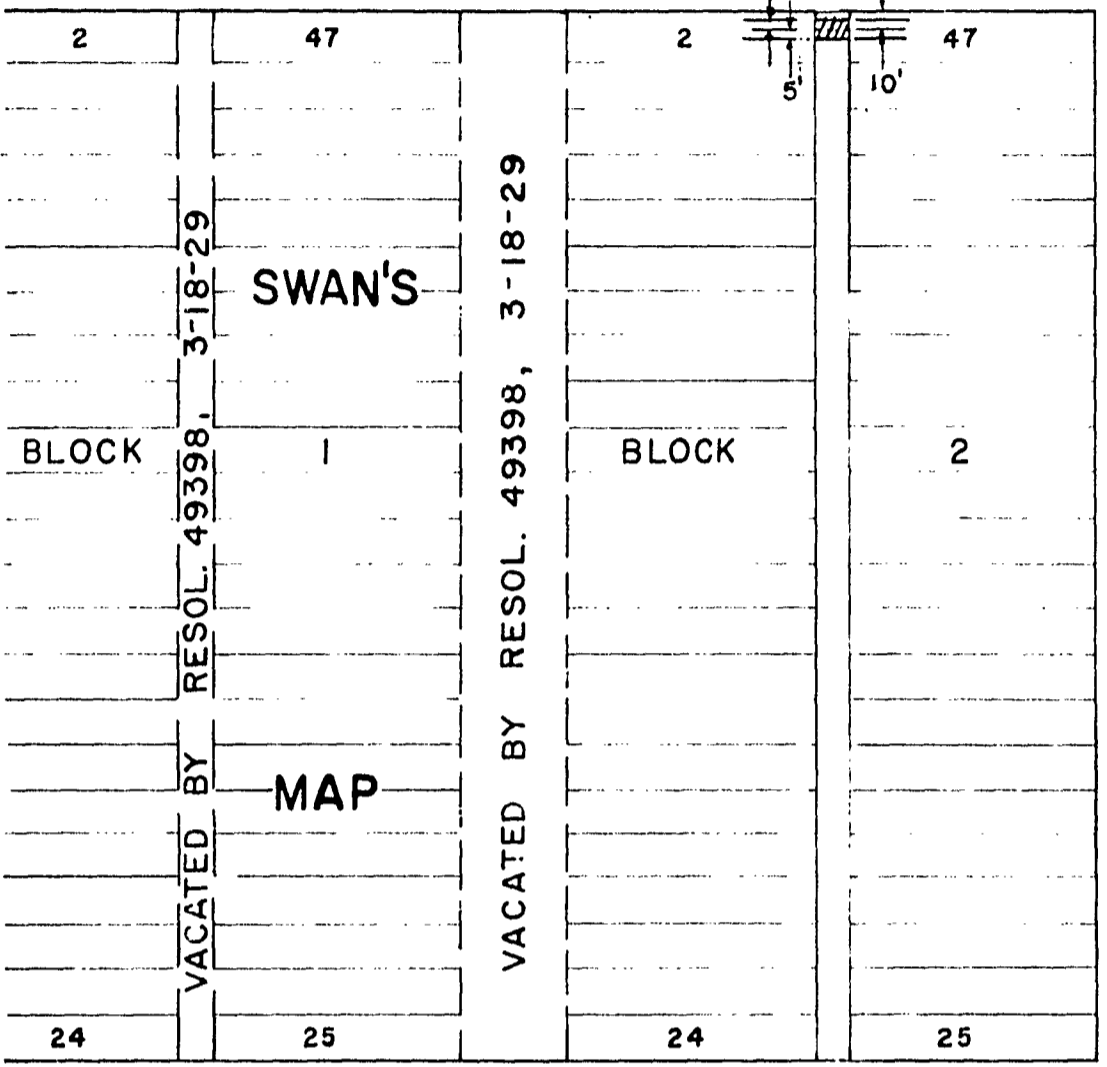 2 47 2 47
5' 10'
SWAN'S
BLOCK 1 BLOCK 2
MAP
VACATED BY RESOL. 49398, 3-18-29
VACATED BY RESOL. 49398, 3-18-29
24 25 24 25